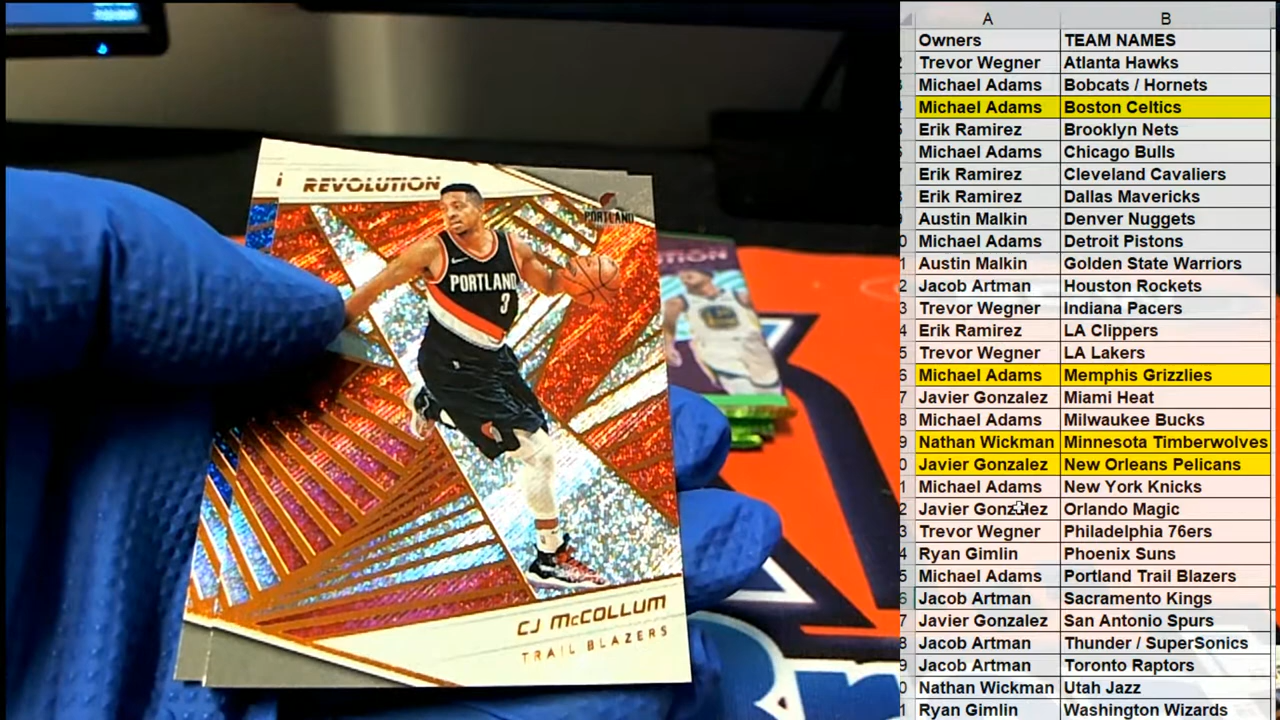 REVOLUTION
PORTLAND
PORTLAND
3
CJ McCOLLUM
TRAIL BLAZERS
A B
Owners TEAM NAMES
Trevor Wegner Atlanta Hawks
Michael Adams Bobcats / Hornets
Michael Adams Boston Celtics
Erik Ramirez Brooklyn Nets
Michael Adams Chicago Bulls
Erik Ramirez Cleveland Cavaliers
Erik Ramirez Dallas Mavericks
Austin Malkin Denver Nuggets
Michael Adams Detroit Pistons
Austin Malkin Golden State Warriors
Jacob Artman Houston Rockets
Trevor Wegner Indiana Pacers
Erik Ramirez LA Clippers
Trevor Wegner LA Lakers
Michael Adams Memphis Grizzlies
Javier Gonzalez Miami Heat
Michael Adams Milwaukee Bucks
Nathan Wickman Minnesota Timberwolves
Javier Gonzalez New Orleans Pelicans
Michael Adams New York Knicks
Javier Gonzalez Orlando Magic
Trevor Wegner Philadelphia 76ers
Ryan Gimlin Phoenix Suns
Michael Adams Portland Trail Blazers
Jacob Artman Sacramento Kings
Javier Gonzalez San Antonio Spurs
Jacob Artman Thunder / SuperSonics
Jacob Artman Toronto Raptors
Nathan Wickman Utah Jazz
Ryan Gimlin Washington Wizards